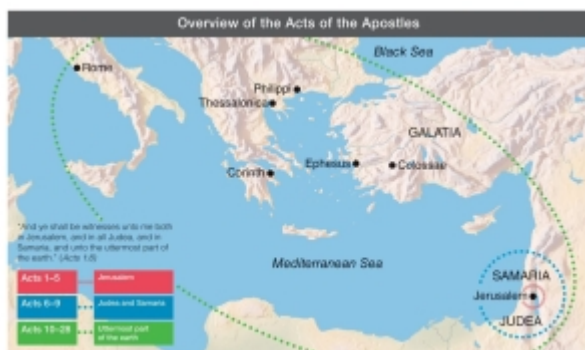 Overview of the Acts of the Apostles
Black Sea
Rome
Philippi
Thessalonica
GALATIA
Corinth
Ephesus
Colossae
"And ye shall be witnesses unto me both
in Jerusalem, and in all Judea, and in
Samaria, and unto the uttermost part of
the earth." (Acts 1:8)
Mediterranean Sea
SAMARIA
Jerusalem
JUDEA
Acts 1–5
Jerusalem
Acts 6–9
Judea and Samaria
Acts 10–28
Uttermost part
of the earth